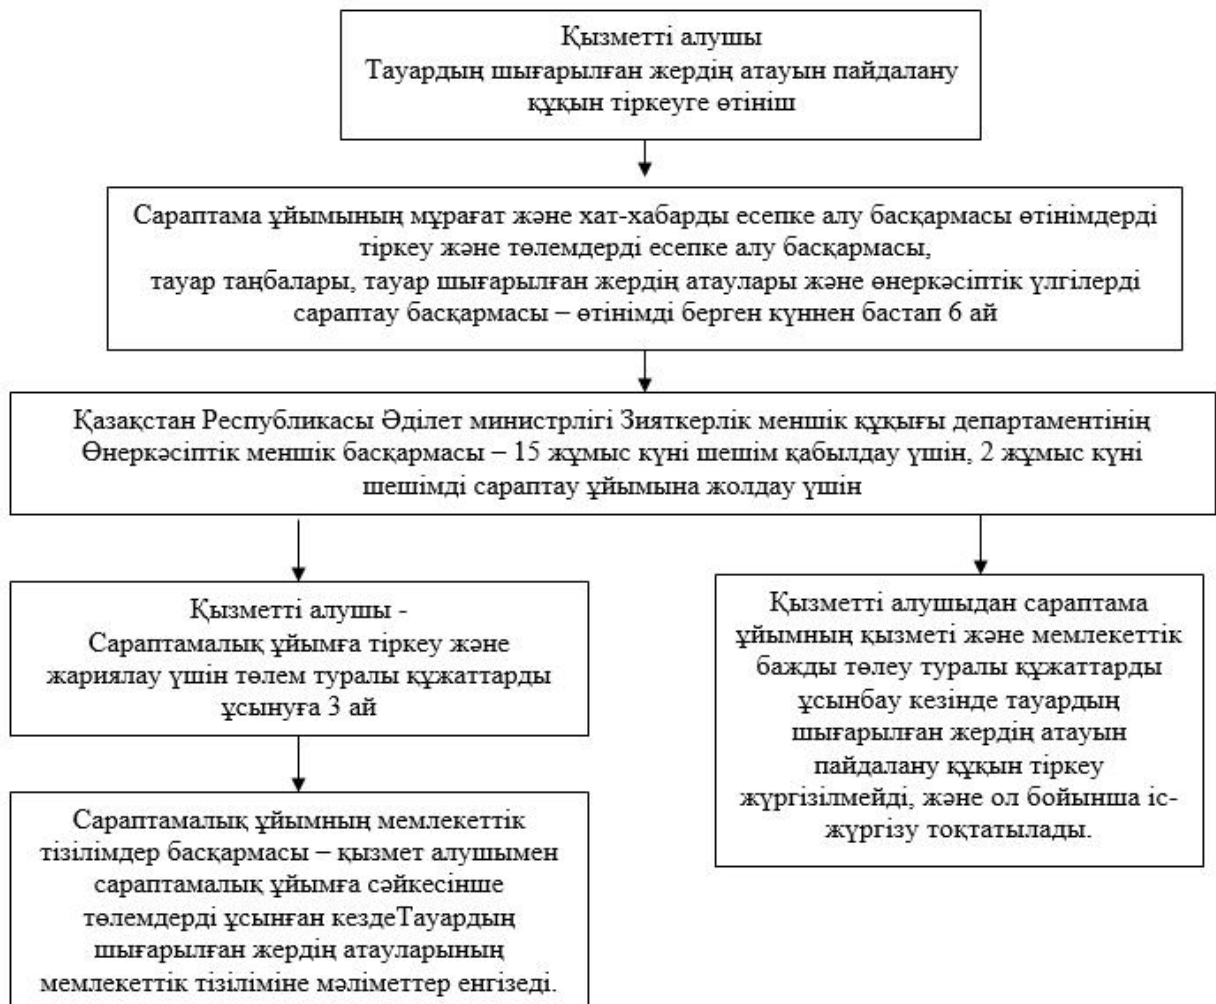 Қызметті алушы
Тауардың шығарылған жердің атауын пайдалану
құқын тіркеуге өтініш
Сараптама ұйымының мұрағат және хат-хабарды есепке алу басқармасы өтінімдерді
тіркеу және төлемдерді есепке алу басқармасы,
тауар таңбалары, тауар шығарылған жердің атаулары және өнеркәсіптік үлгілерді
сараптау басқармасы – өтінімді берген күннен бастап 6 ай
Қазақстан Республикасы Әділет министрлігі Зияткерлік меншік құқығы департаментінің
Өнеркәсіптік меншік басқармасы – 15 жұмыс күні шешім қабылдау үшін, 2 жұмыс күні
шешімді сараптау ұйымына жолдау үшін
Қызметті алушы -
Сараптамалық ұйымға тіркеу және
жариялау үшін төлем туралы құжаттарды
ұсынуға 3 ай
Қызметті алушыдан сараптама
ұйымның қызметі және мемлекеттік
бажды төлеу туралы құжаттарды
ұсынбау кезінде тауардың
шығарылған жердің атауын
пайдалану құқын тіркеу
жүргізілмейді, және ол бойынша іс-
жүргізу тоқтатылады.
Сараптамалық ұйымның мемлекеттік
тізілімдер басқармасы – қызмет алушымен
сараптамалық ұйымға сәйкесінше
төлемдерді ұсынған кездеТауардың
шығарылған жердің атауларының
мемлекеттік тізіліміне мәліметтер енгізеді.